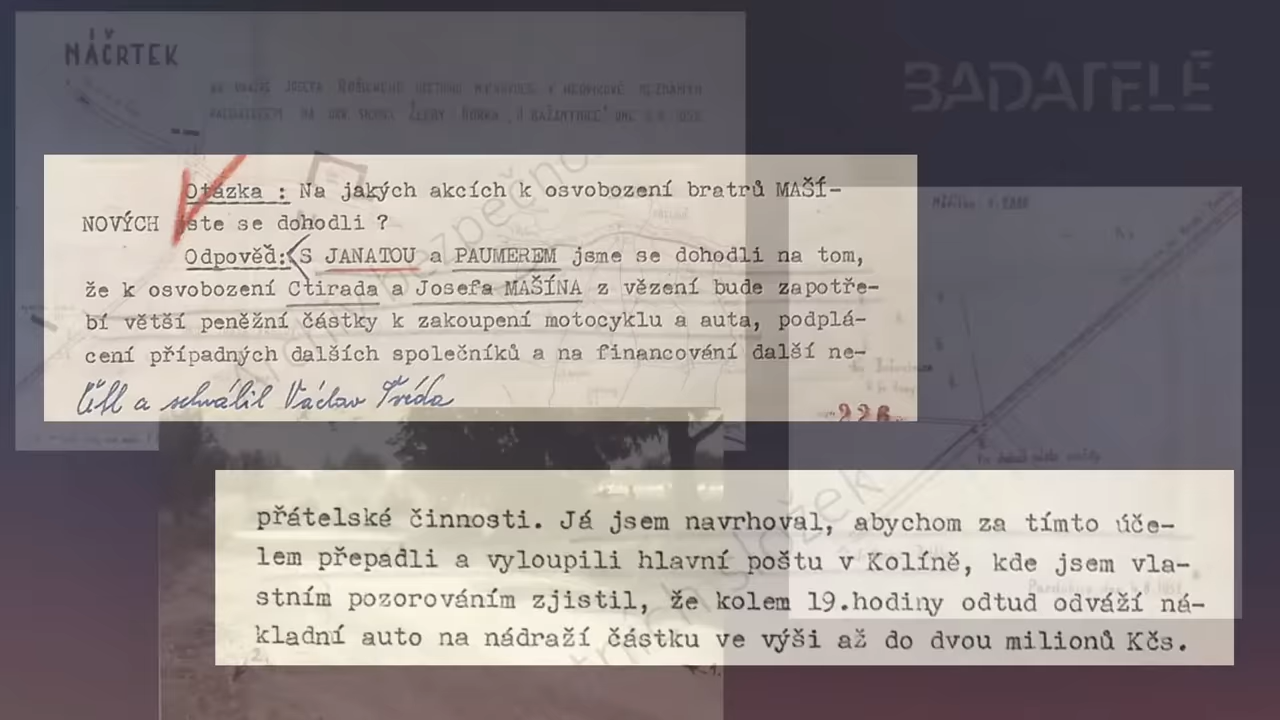 NÁČRTEK
BADATELÉ
Otázka : Na jakých akcích k osvobození bratrů MAŠÍ-
NOVÝCH jste se dohodli ?
Odpověď: S JANATOU a PAUMEREM jsme se dohodli na tom,
že k osvobození Ctirada a Josefa MAŠÍNA z vězení bude zapotře-
bí větší peněžní částky k zakoupení motocyklu a auta, podplá-
cení případných dalších společníků a na financování další ne-
Četl a schválil Václav Švéda
226
přátelské činnosti. Já jsem navrhoval, abychom za tímto úče-
lem přepadli a vyloupili hlavní poštu v Kolíně, kde jsem vla-
stním pozorováním zjistil, že kolem 19.hodiny odtud odváží ná-
kladní auto na nádraží částku ve výši až do dvou milionů Kčs.